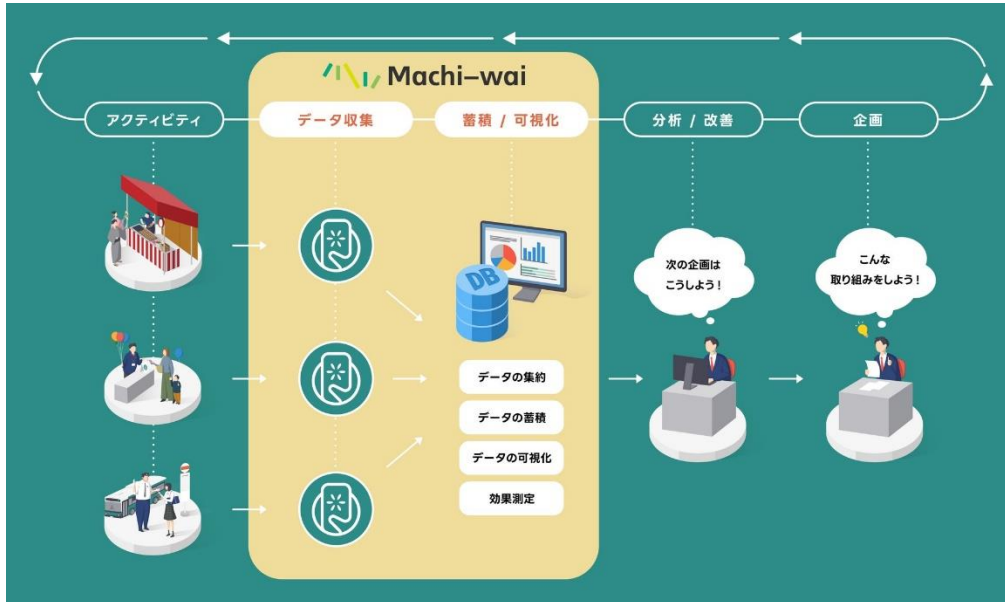 Machi-wai
アクティビティ
データ収集
蓄積 / 可視化
分析 / 改善
企画
DB
次の企画は
こうしよう！
こんな
取り組みをしよう！
データの集約
データの蓄積
データの可視化
効果測定